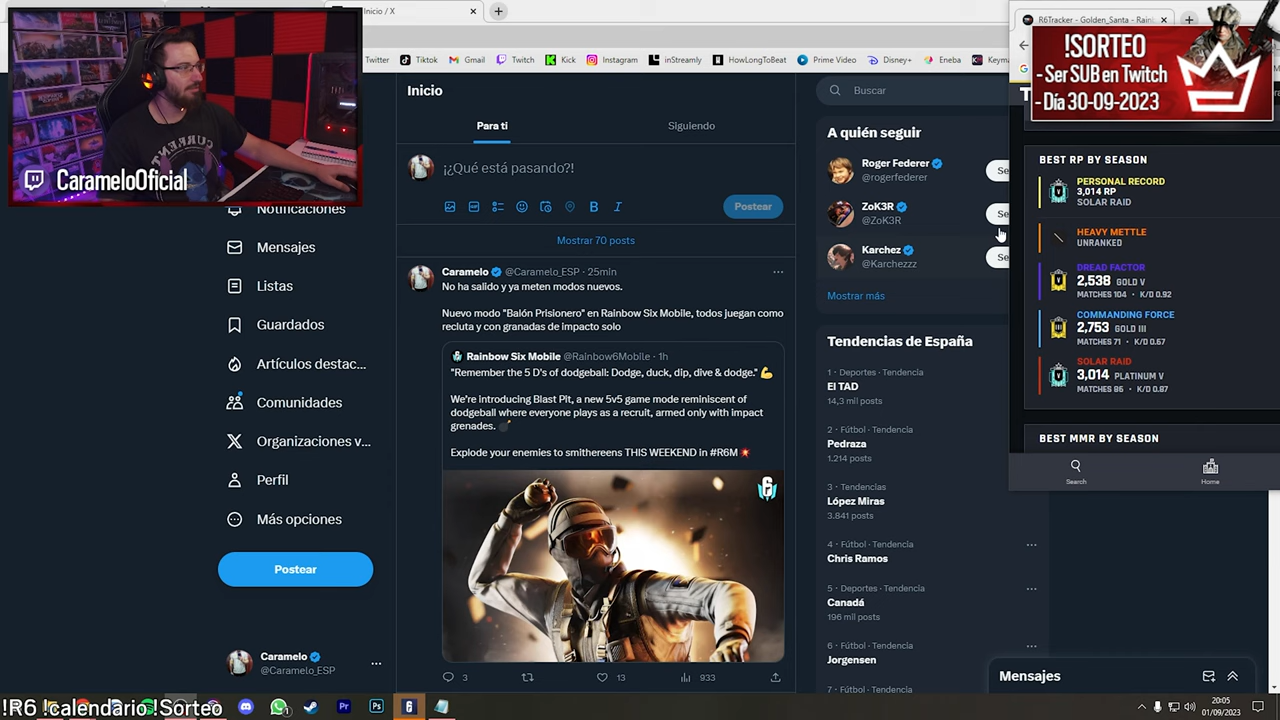 Inicio / X
R6Tracker - Golden_Santa - Rain
Twitter
Tiktok
Gmail
Twitch
Kick
Instagram
inStreamly
HowLongToBeat
Prime Video
Disney+
Eneba
!SORTEO
- Ser SUB en Twitch
- Día 30-09-2023
CarameloOficial
Notificaciones
Mensajes
Listas
Guardados
Artículos destac...
Comunidades
Organizaciones v...
Perfil
Más opciones
Postear
Caramelo
@Caramelo_ESP
Inicio
Para ti
Siguiendo
¡¿Qué está pasando?!
Postear
Mostrar 70 posts
Caramelo @Caramelo_ESP · 25min
No ha salido y ya meten modos nuevos.
Nuevo modo "Balón Prisionero" en Rainbow Six Mobile, todos juegan como
recluta y con granadas de impacto solo
Rainbow Six Mobile @Rainbow6Mobile · 1h
"Remember the 5 D's of dodgeball: Dodge, duck, dip, dive & dodge." 💪
We're introducing Blast Pit, a new 5v5 game mode reminiscent of
dodgeball where everyone plays as a recruit, armed only with impact
grenades. 💣
Explode your enemies to smithereens THIS WEEKEND in #R6M 💥
6
3
13
933
Buscar
A quién seguir
Roger Federer
@rogerfederer
Se
ZoK3R
@ZoK3R
Se
Karchez
@Karchezzz
Se
Mostrar más
Tendencias de España
1 · Deportes · Tendencia
El TAD
14,3 mil posts
2 · Fútbol · Tendencia
Pedraza
1.214 posts
3 · Tendencias
López Miras
3.841 posts
4 · Fútbol · Tendencia
Chris Ramos
5 · Deportes · Tendencia
Canadá
196 mil posts
6 · Fútbol · Tendencia
Jorgensen
Mensajes
BEST RP BY SEASON
PERSONAL RECORD
3,014 RP
SOLAR RAID
HEAVY METTLE
UNRANKED
DREAD FACTOR
2,538 GOLD V
MATCHES 104 · K/D 0.92
COMMANDING FORCE
2,753 GOLD III
MATCHES 71 · K/D 0.67
SOLAR RAID
3,014 PLATINUM V
MATCHES 86 · K/D 0.87
BEST MMR BY SEASON
Search
Home
!R6 !calendario !Sorteo
Pr
Ps
6
20:05
01/09/2023